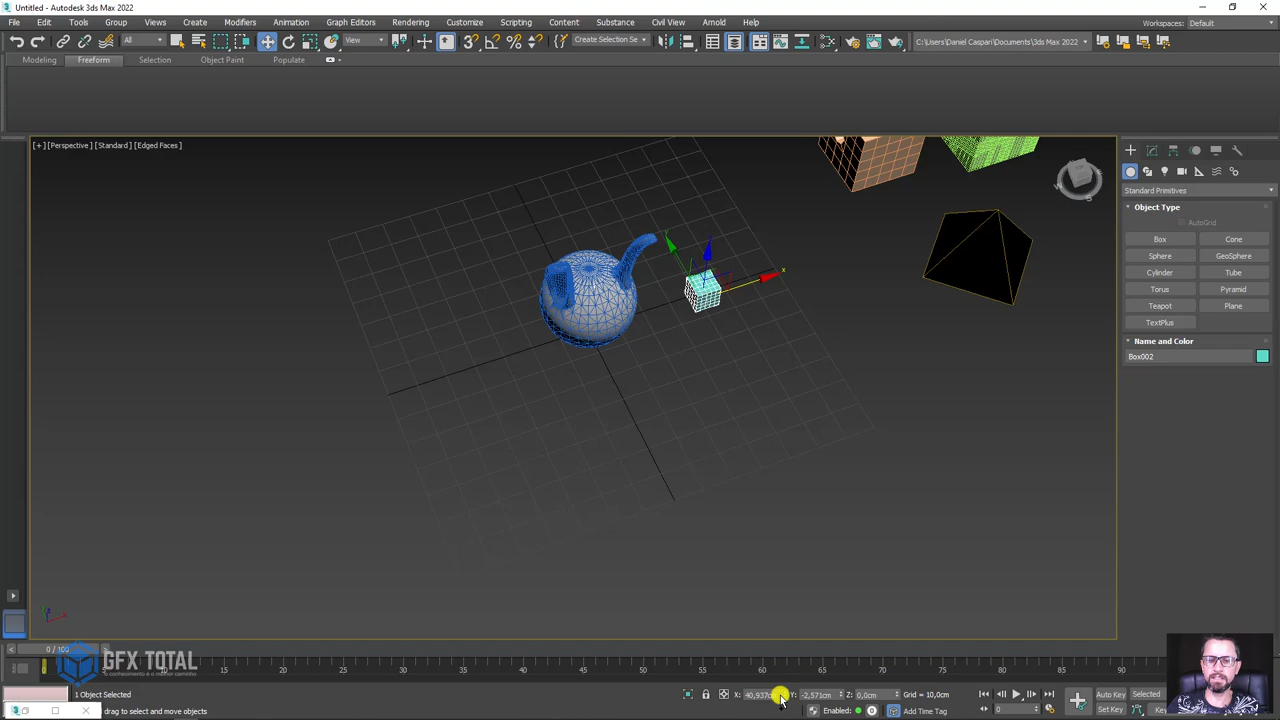 Untitled - Autodesk 3ds Max 2022
File Edit Tools Group Views Create Modifiers Animation Graph Editors Rendering Customize Scripting Content Substance Civil View Arnold Help
Workspaces: Default
All View Create Selection Se C:\Users\Daniel Caspari\Documents\3ds Max 2022
Modeling Freeform Selection Object Paint Populate
[+] [Perspective ] [Standard ] [Edged Faces ]
Standard Primitives
Object Type
AutoGrid
Box Cone
Sphere GeoSphere
Cylinder Tube
Torus Pyramid
Teapot Plane
TextPlus
Name and Color
Box002
x
0 / 100
GFX TOTAL
o conhecimento é o melhor caminho
0 15 20 25 30 35 40 45 50 55 60 65 70 75 80 85 90
1 Object Selected
X: 40,937c Y: -2,571cm Z: 0,0cm Grid = 10,0cm
Auto Key Selected
drag to select and move objects
Enabled: Add Time Tag
0 Set Key